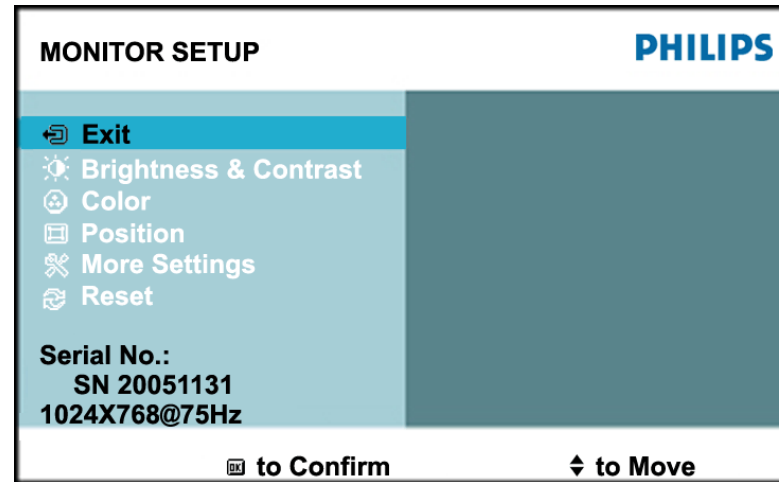 MONITOR SETUP
PHILIPS
Exit
Brightness & Contrast
Color
Position
More Settings
Reset
Serial No.:
SN 20051131
1024X768@75Hz
OK to Confirm
to Move